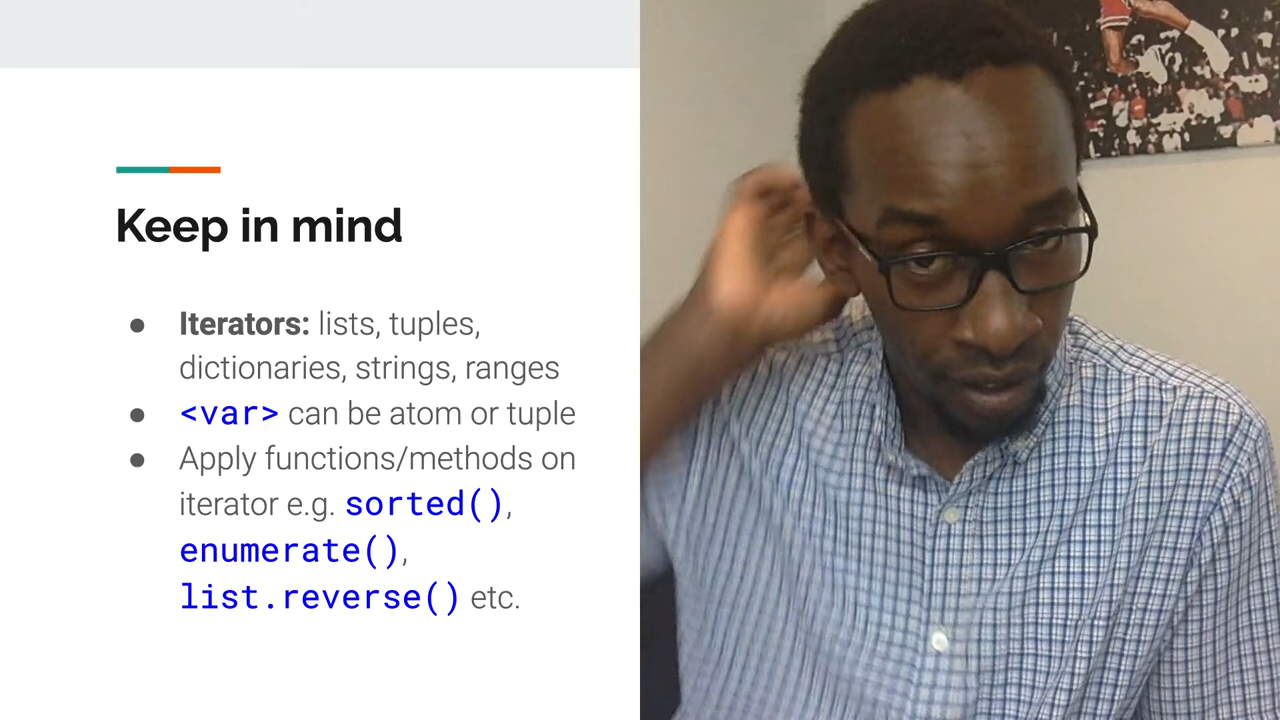 Keep in mind
● Iterators: lists, tuples,
dictionaries, strings, ranges
● <var> can be atom or tuple
● Apply functions/methods on
iterator e.g. sorted(),
enumerate(),
list.reverse() etc.